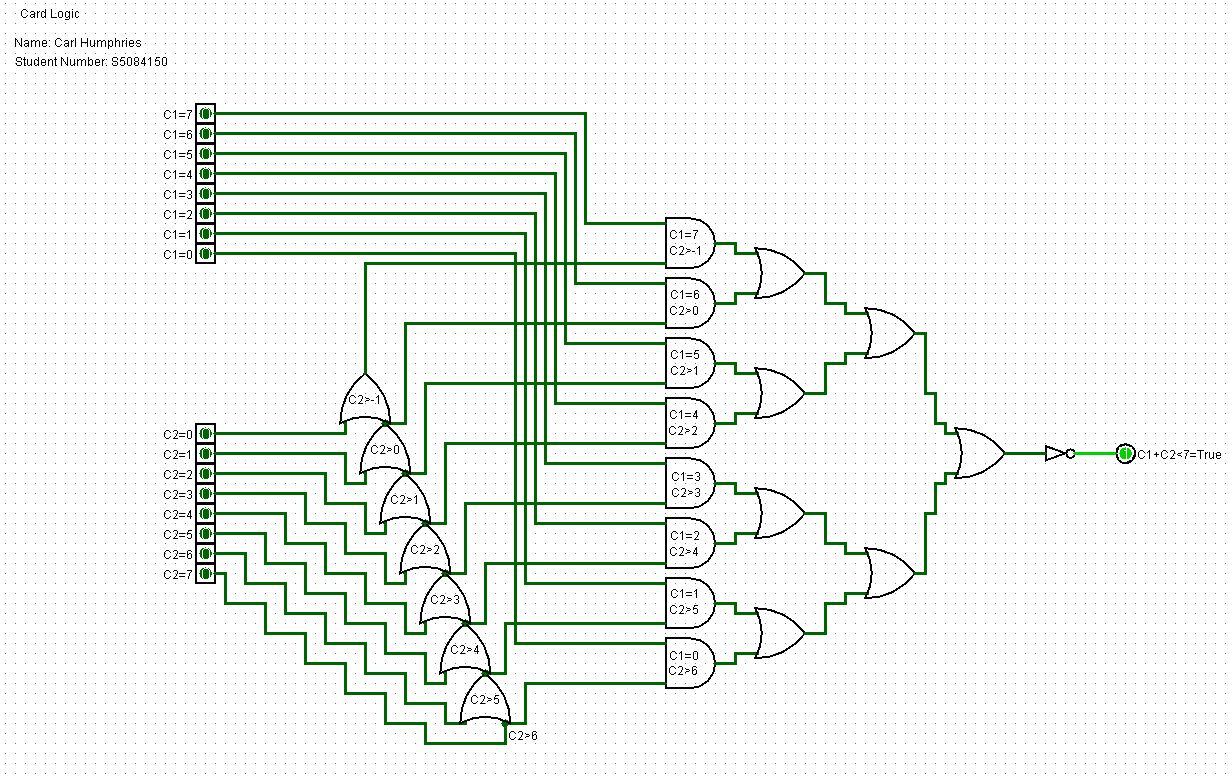 Card Logic
Name: Carl Humphries
Student Number: S5084150
C1=7
C1=6
C1=5
C1=4
C1=3
C1=2
C1=1
C1=0
C1=7
C2>-1
C1=6
C2>0
C1=5
C2>1
C1=4
C2>2
C1=3
C2>3
C1=2
C2>4
C1=1
C2>5
C1=0
C2>6
C2>-1
C2>0
C2>1
C2>2
C2>3
C2>4
C2>5
C2>6
C2=0
C2=1
C2=2
C2=3
C2=4
C2=5
C2=6
C2=7
1 C1+C2<7=True